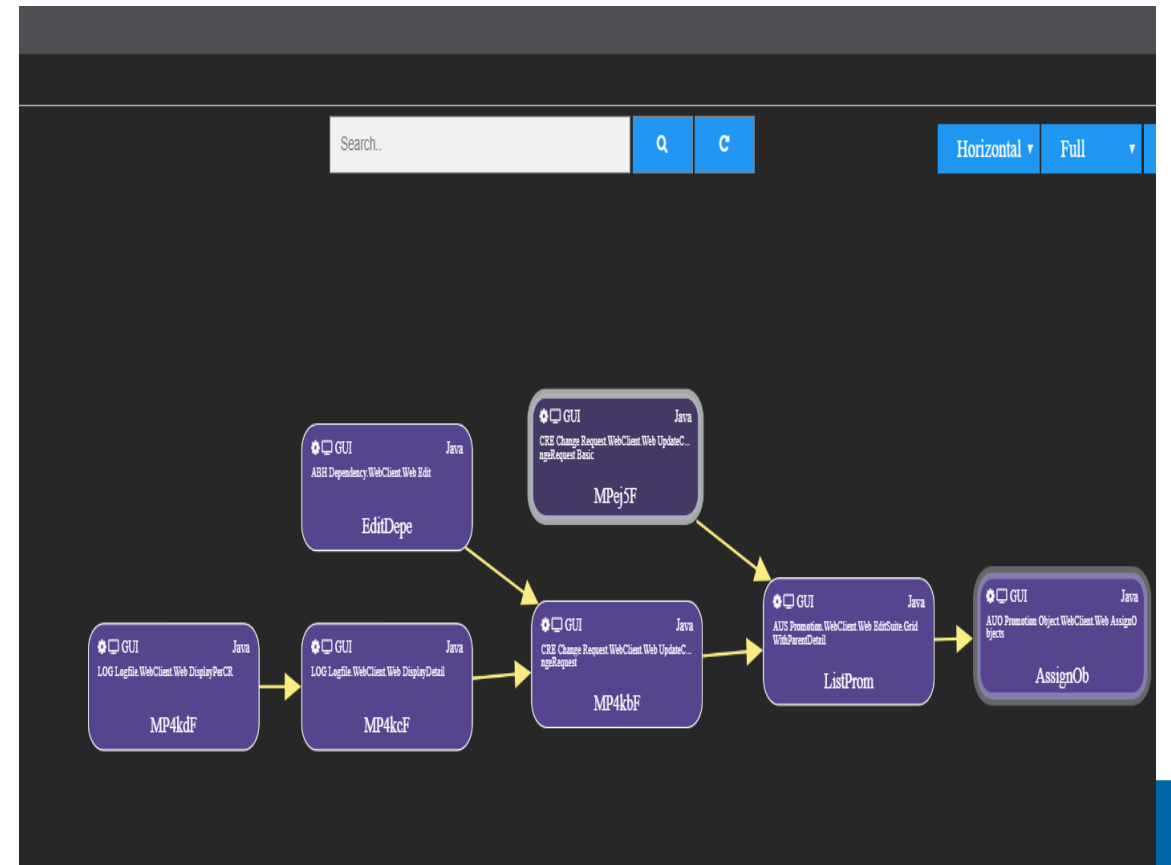 Search..
Horizontal
Full
GUI Java
CRE Change Request.WebClient.Web UpdateC...
ngeRequest Basic
MPej5F
GUI Java
ABH Dependency.WebClient.Web Edit
EditDepe
GUI Java
AUO Promotion Object.WebClient.Web AssignO
bjects
AssignOb
GUI Java
AUS Promotion.WebClient.Web EditSuite.Grid
WithParentDetail
ListProm
GUI Java
CRE Change Request.WebClient.Web UpdateC...
ngeRequest
MP4kbF
GUI Java
LOG Logfile.WebClient.Web DisplayPerCR
MP4kdF
GUI Java
LOG Logfile.WebClient.Web DisplayDetail
MP4kcF